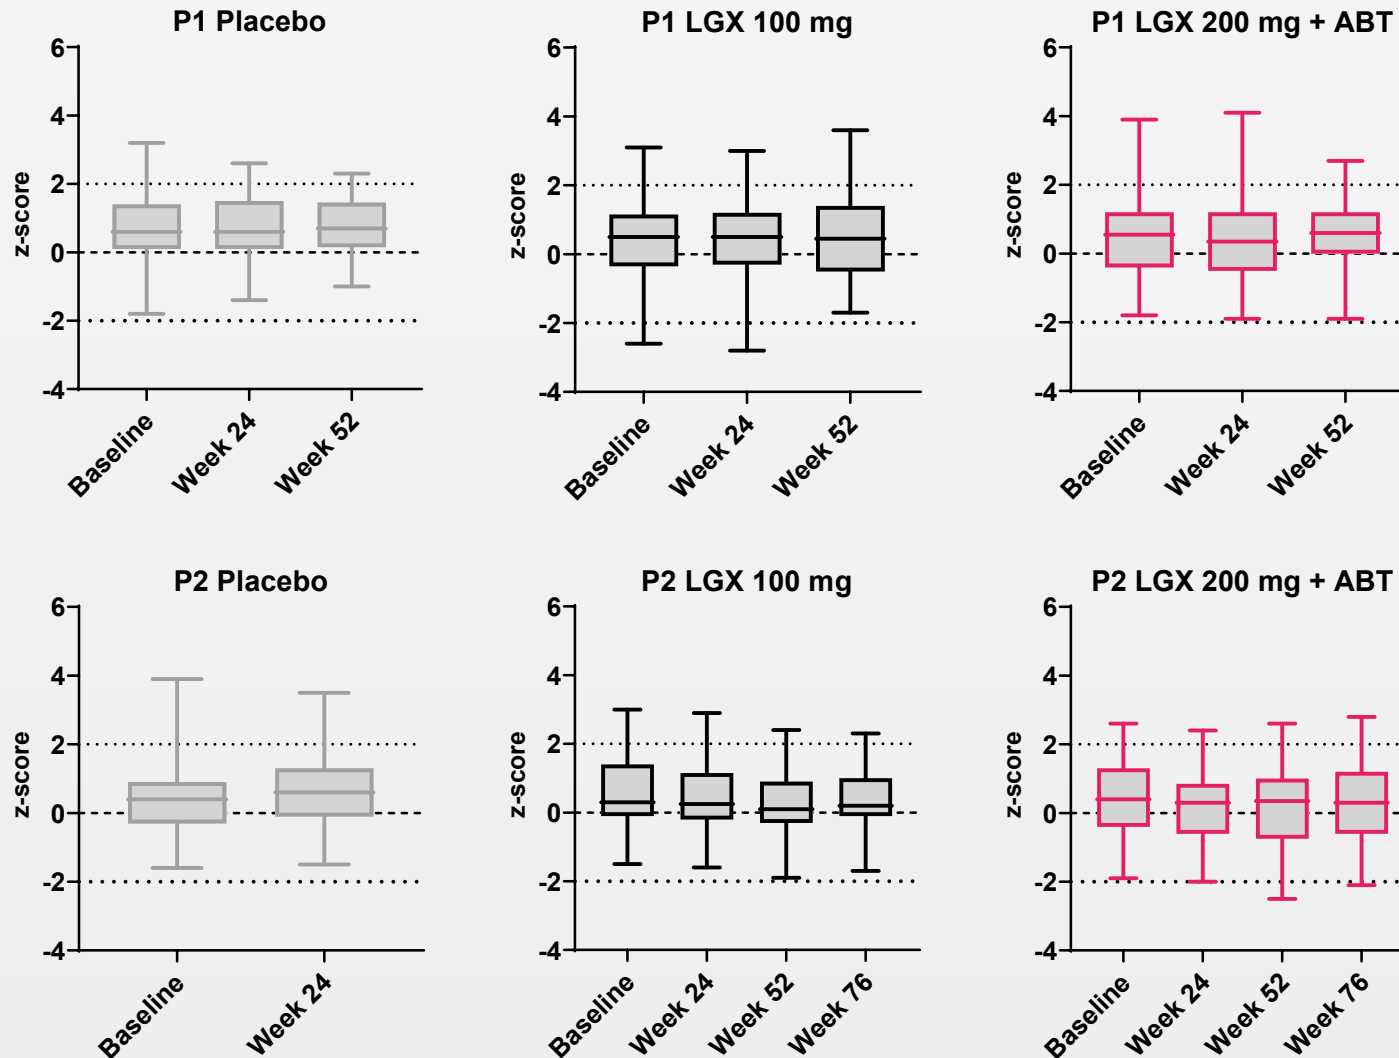 P1 Placebo
6
4
2
0
-2
-4
z-score
Baseline
Week 24
Week 52
P1 LGX 100 mg
6
4
2
0
-2
-4
z-score
Baseline
Week 24
Week 52
P1 LGX 200 mg + ABT
6
4
2
0
-2
-4
z-score
Baseline
Week 24
Week 52
P2 Placebo
6
4
2
0
-2
-4
z-score
Baseline
Week 24
P2 LGX 100 mg
6
4
2
0
-2
-4
z-score
Baseline
Week 24
Week 52
Week 76
P2 LGX 200 mg + ABT
6
4
2
0
-2
-4
z-score
Baseline
Week 24
Week 52
Week 76